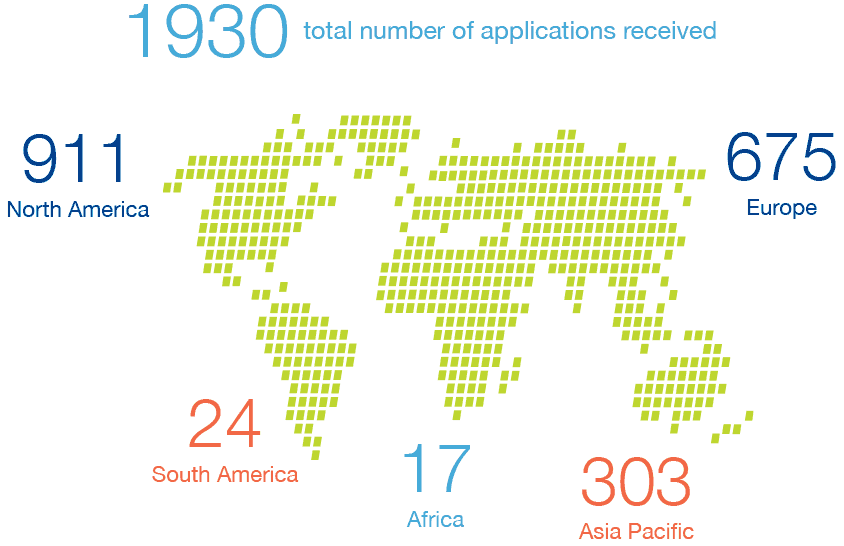 1930 total number of applications received
911
North America
675
Europe
24
South America
17
Africa
303
Asia Pacific